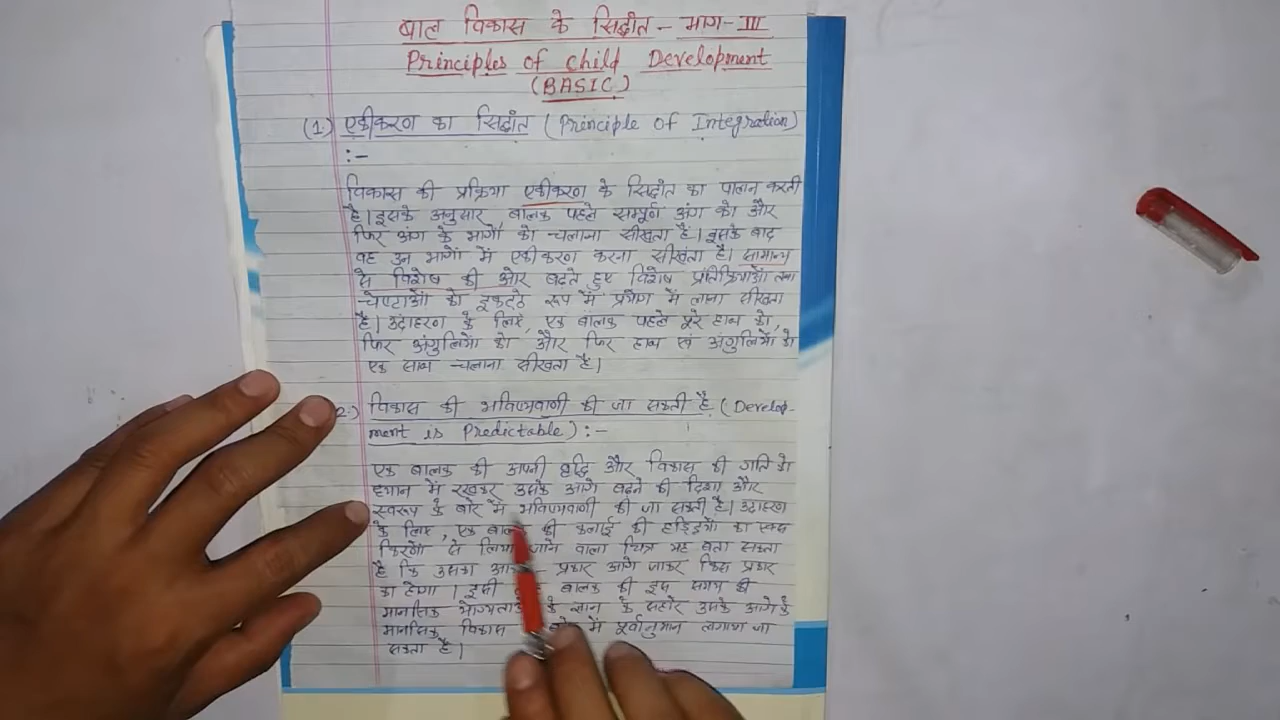 बाल विकास के सिद्धांत - भाग - III
Principles of Child Development
(BASIC)
(1) एकीकरण का सिद्धांत (Principle of Integration)
:-
विकास की प्रक्रिया एकीकरण के सिद्धांत का पालन करती
है। इसके अनुसार, बालक पहले सम्पूर्ण अंग को और
फिर अंग के भागों को चलाना सीखता है। इसके बाद
वह उन भागों में एकीकरण करना सीखता है। सामान्य
से विशेष की ओर बढ़ते हुए विशेष प्रतिक्रियाओं तथा
चेष्टाओं को इकट्ठे रूप में प्रयोग में लाना सीखता
है। उदाहरण के लिए, एक बालक पहले पूरे हाथ को,
फिर अंगुलियों को और फिर हाथ एवं अंगुलियों को
एक साथ चलाना सीखता है।
2.) विकास की भविष्यवाणी की जा सकती है (Develop-
ment is Predictable) :-
एक बालक की अपनी वृद्धि और विकास की गति को
ध्यान में रखकर उसके आगे बढ़ने की दिशा और
स्वरूप के बारे में भविष्यवाणी की जा सकती है। उदाहरण
के लिए, एक बालक की कलाई की हड्डियों का एक्स
किरणों से लिया जाने वाला चित्र यह बता सकता
है कि उसका प्रकार आगे जाकर किस प्रकार
का होगा। इसी बालक की इस समय की
मानसिक योग्यताओं के ज्ञान के सहारे उसके आगे के
मानसिक विकास में पूर्वानुमान लगाया जा
सकता है।